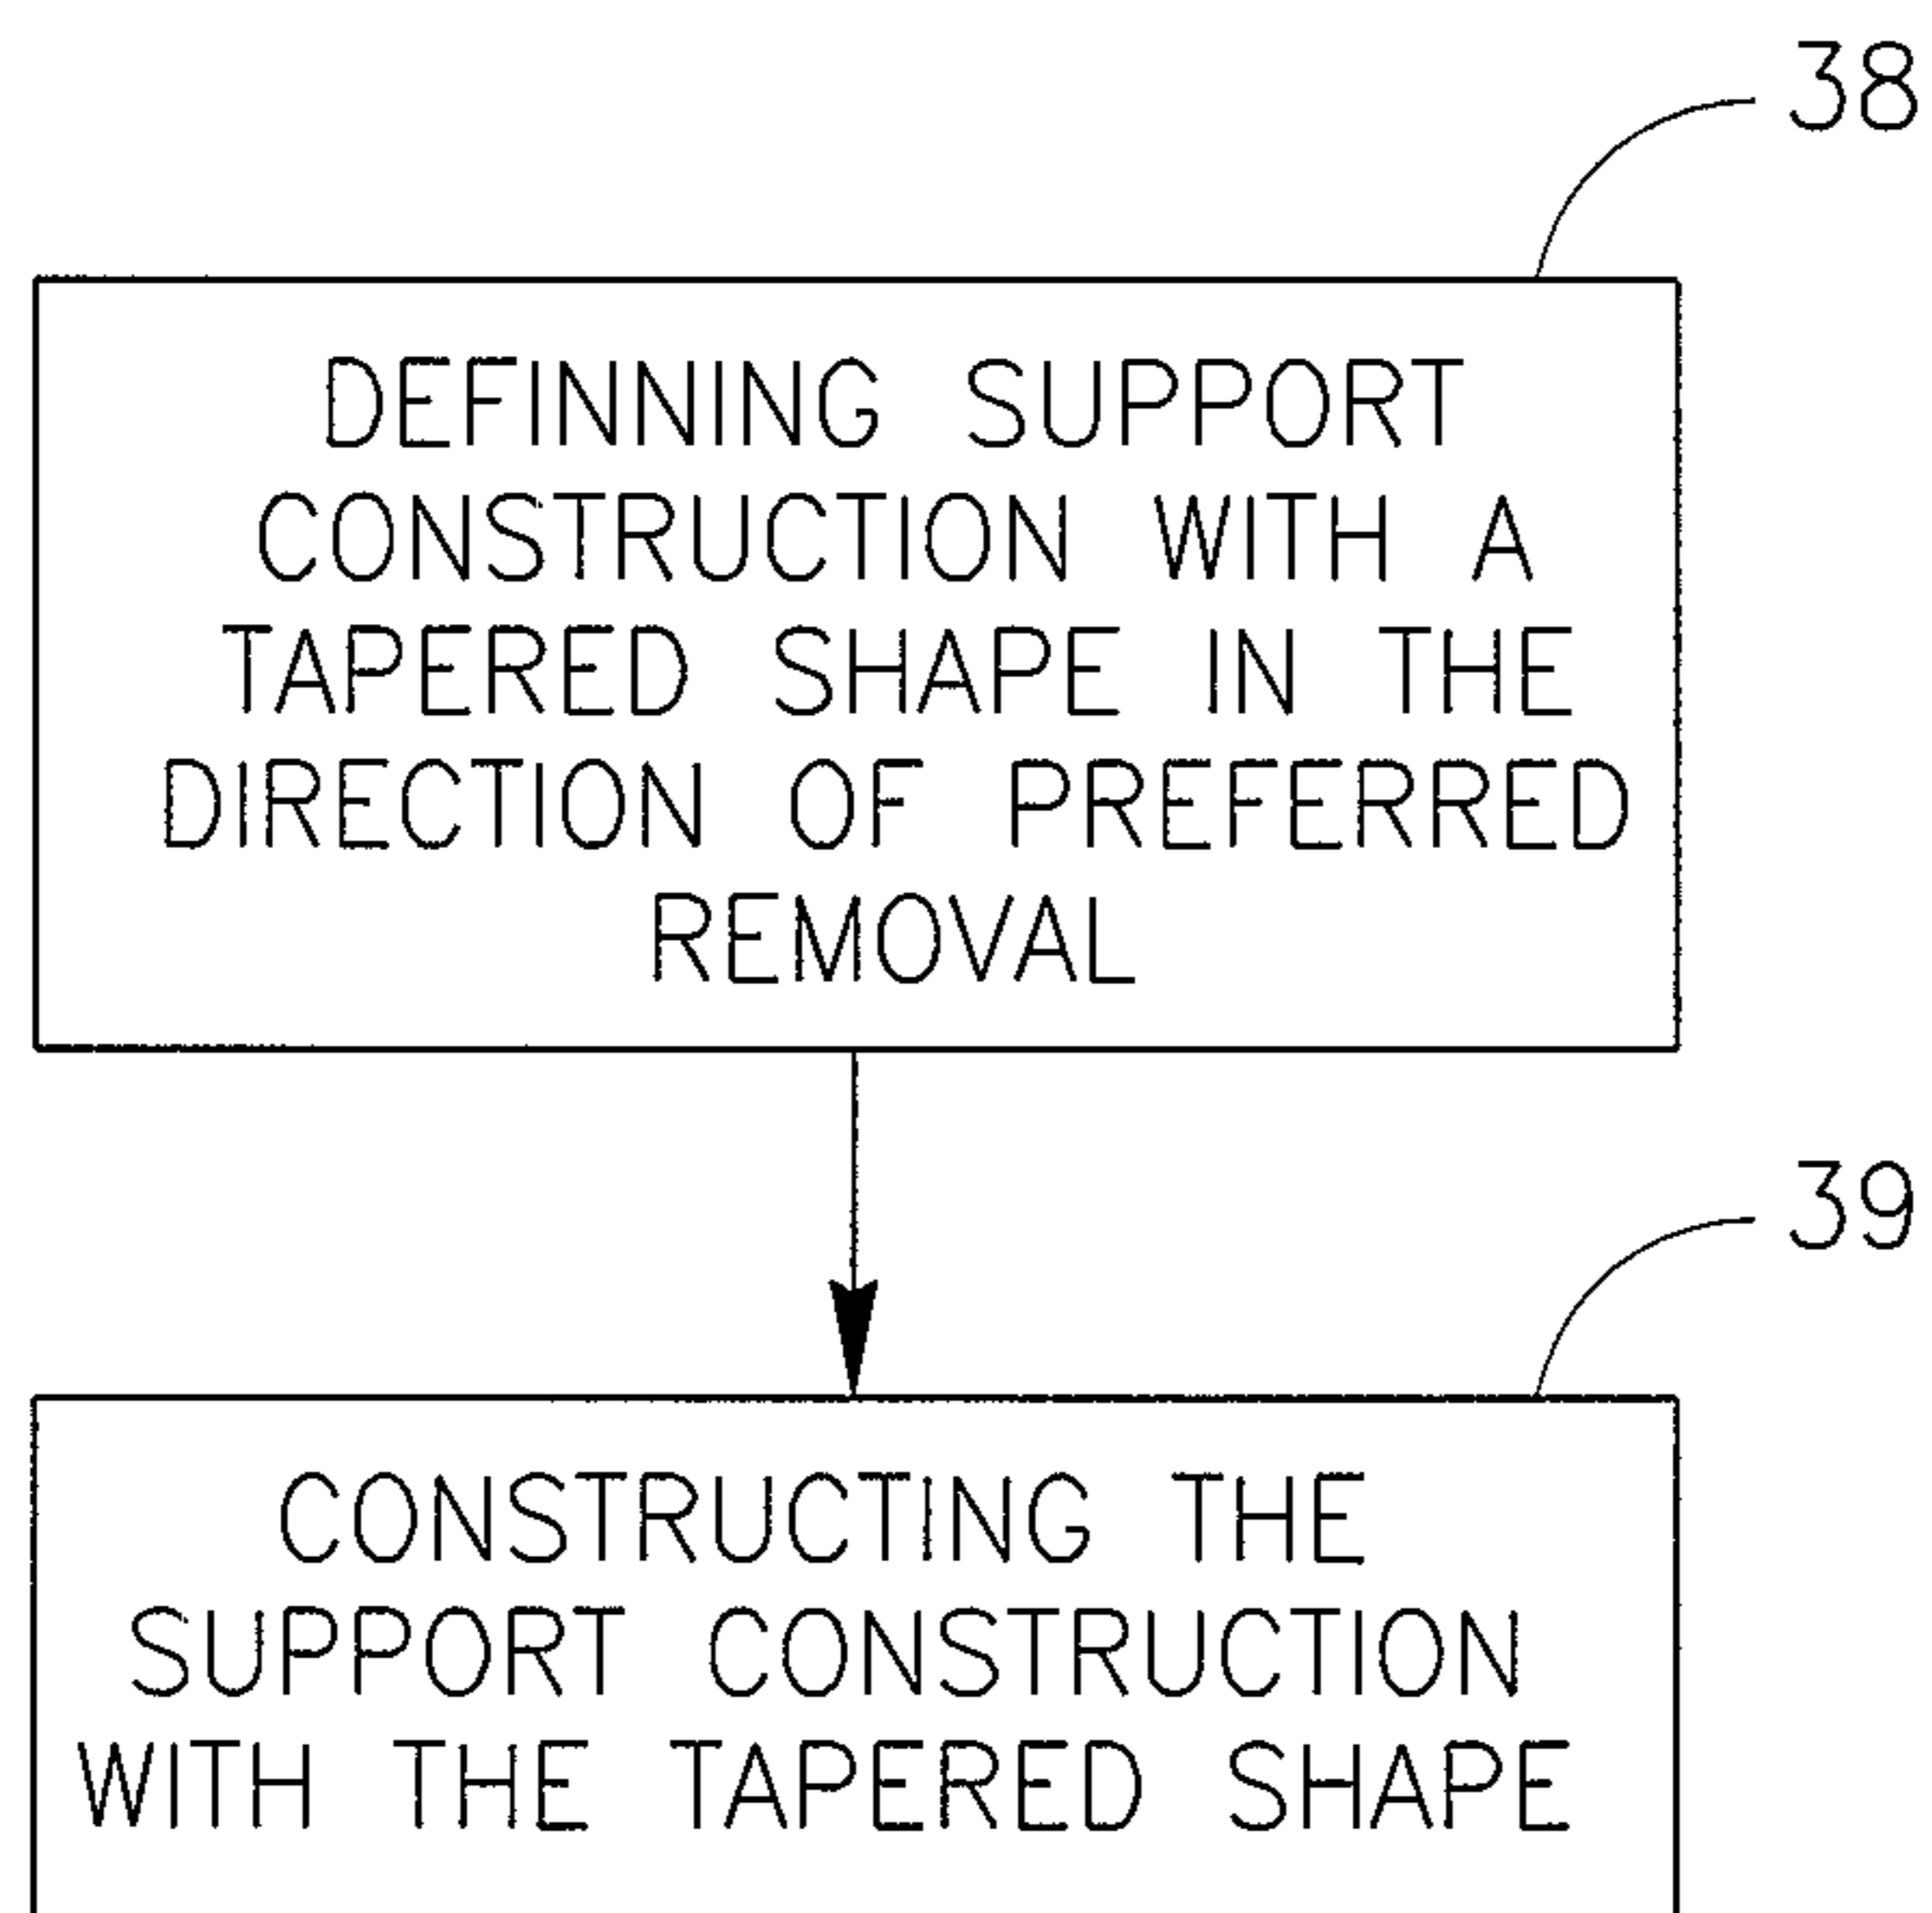 38
DEFINNING SUPPORT
CONSTRUCTION WITH A
TAPERED SHAPE IN THE
DIRECTION OF PREFERRED
REMOVAL
39
CONSTRUCTING THE
SUPPORT CONSTRUCTION
WITH THE TAPERED SHAPE